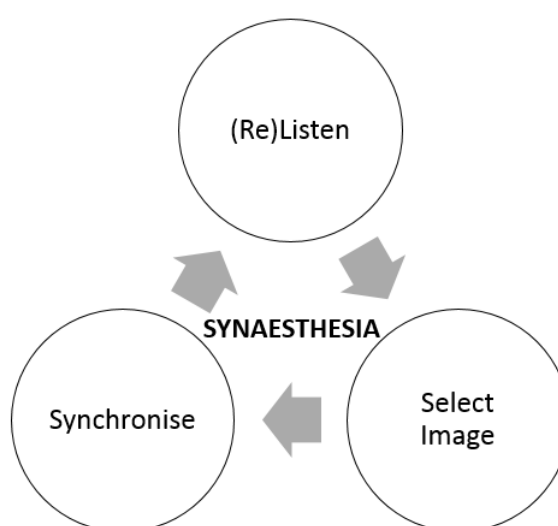 (Re)Listen
SYNAESTHESIA
Synchronise
Select
Image